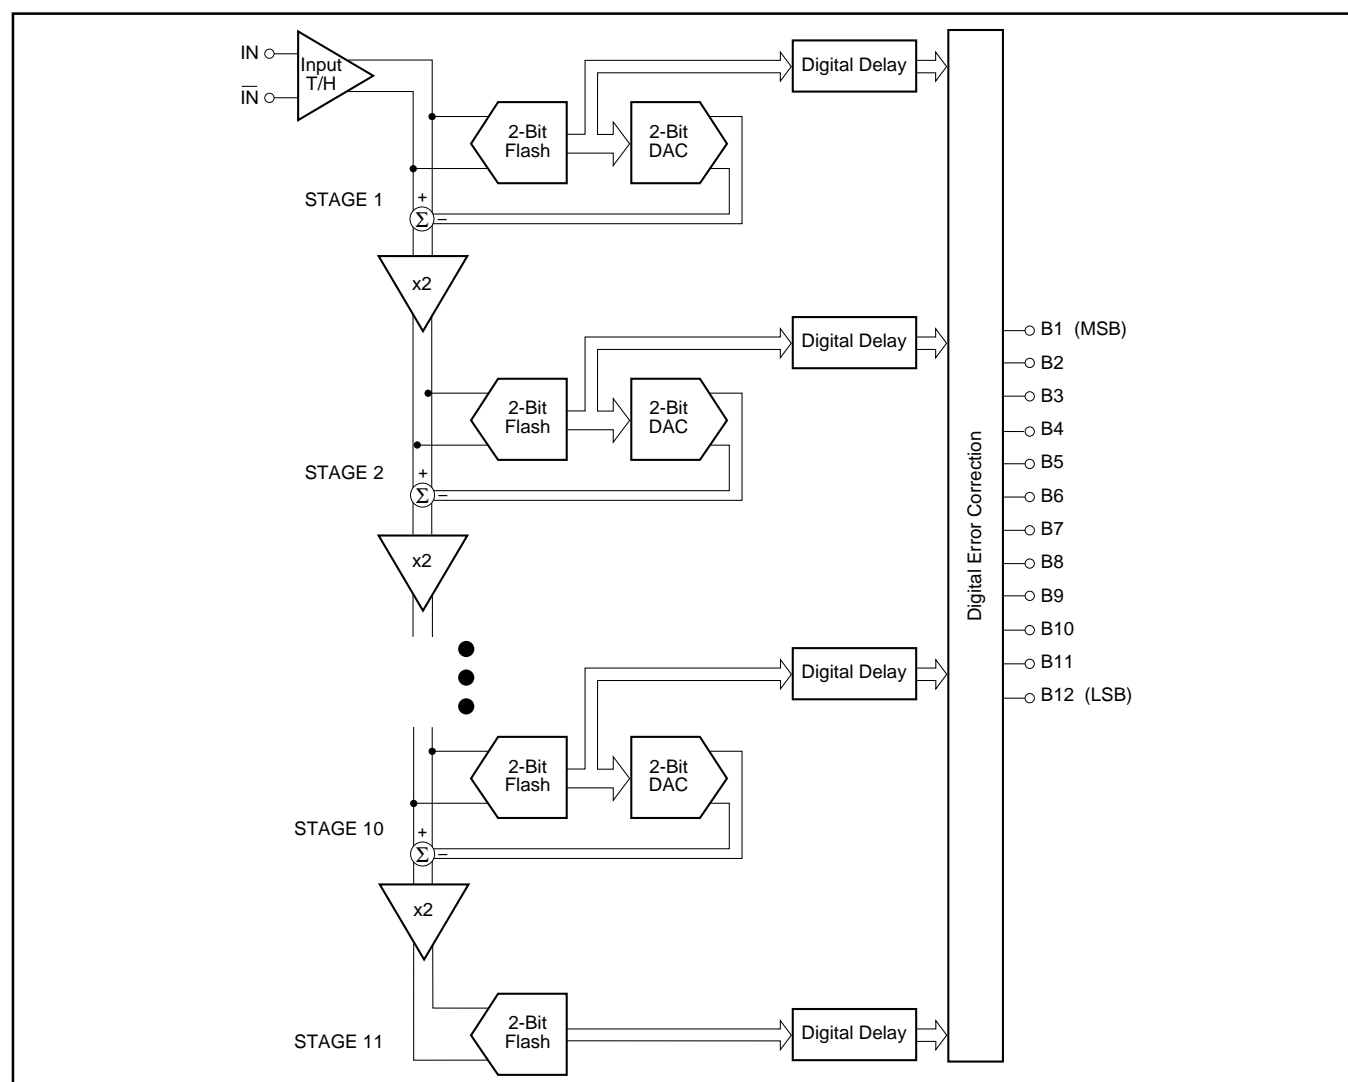 IN
Input
T/H
IN
2-Bit
Flash
2-Bit
DAC
Digital Delay
STAGE 1
+
Σ
–
x2
2-Bit
Flash
2-Bit
DAC
Digital Delay
STAGE 2
+
Σ
–
x2
2-Bit
Flash
2-Bit
DAC
Digital Delay
STAGE 10
+
Σ
–
x2
STAGE 11
2-Bit
Flash
Digital Delay
Digital Error Correction
B1 (MSB)
B2
B3
B4
B5
B6
B7
B8
B9
B10
B11
B12 (LSB)